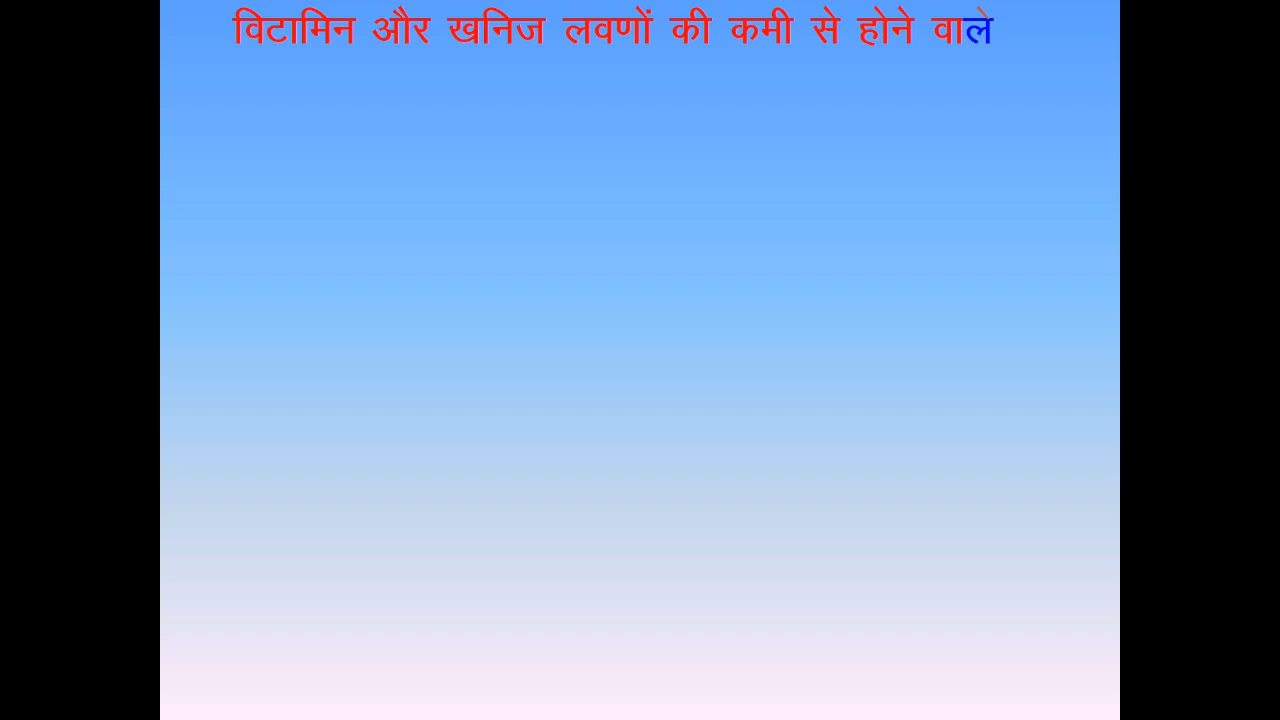 विटामिन और खनिज लवणों की कमी से होने वाले